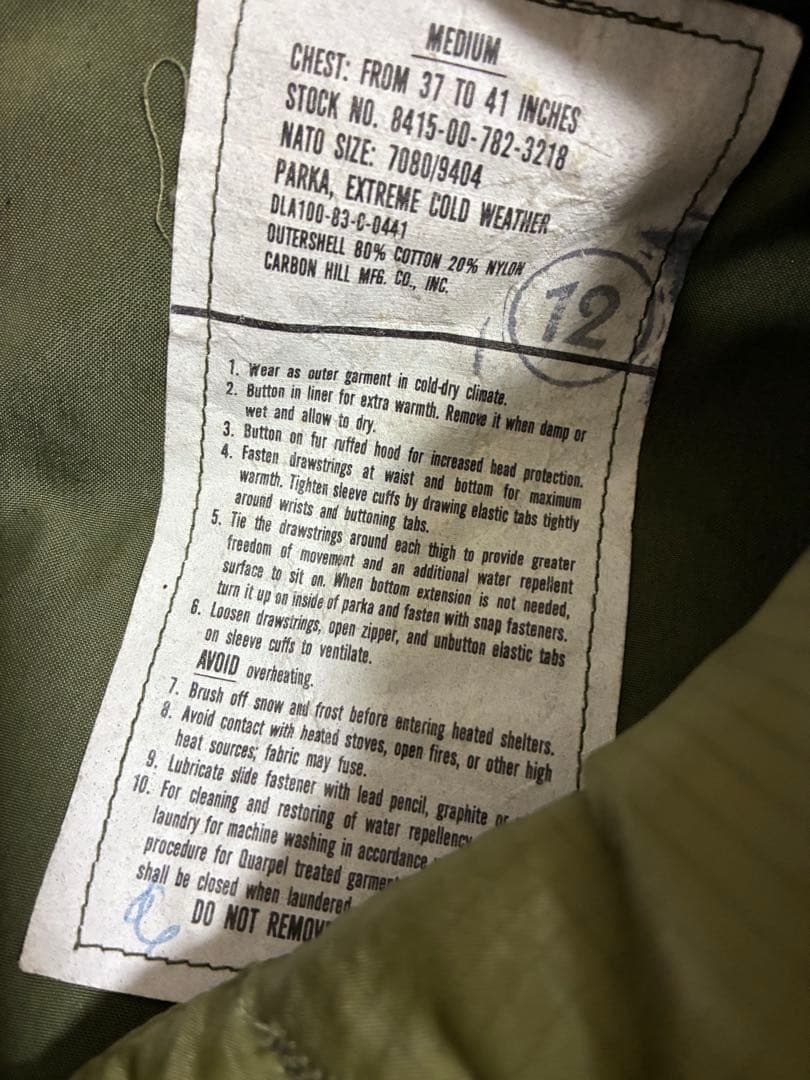 MEDIUM
CHEST: FROM 37 TO 41 INCHES
STOCK NO. 8415-00-782-3218
NATO SIZE: 7080/9404
PARKA, EXTREME COLD WEATHER
DLA100-83-C-0441
OUTERSHELL 80% COTTON 20% NYLON
CARBON HILL MFG. CO., INC.
12
1. Wear as outer garment in cold-dry climate.
2. Button in liner for extra warmth. Remove it when damp or
wet and allow to dry.
3. Button on fur ruffed hood for increased head protection.
4. Fasten drawstrings at waist and bottom for maximum
warmth. Tighten sleeve cuffs by drawing elastic tabs tightly
around wrists and buttoning tabs.
5. Tie the drawstrings around each thigh to provide greater
freedom of movement and an additional water repellent
surface to sit on. When bottom extension is not needed,
turn it up on inside of parka and fasten with snap fasteners.
6. Loosen drawstrings, open zipper, and unbutton elastic tabs
on sleeve cuffs to ventilate.
AVOID overheating.
7. Brush off snow and frost before entering heated shelters.
8. Avoid contact with heated stoves, open fires, or other high
heat sources; fabric may fuse.
9. Lubricate slide fastener with lead pencil, graphite or
10. For cleaning and restoring of water repellency
laundry for machine washing in accordance
procedure for Quarpel treated
shall be closed when laundered
DO NOT